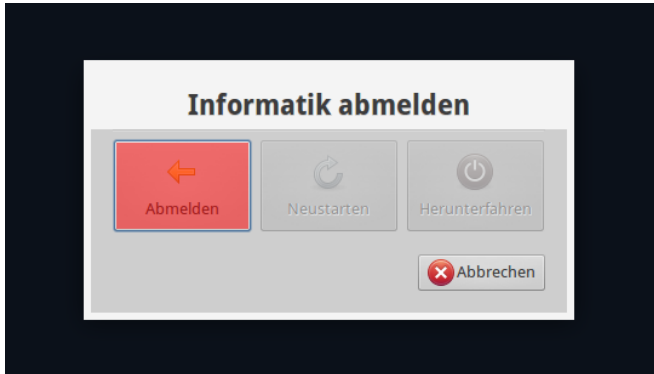 Informatik abmelden
Abmelden
Neustarten
Herunterfahren
Abbrechen